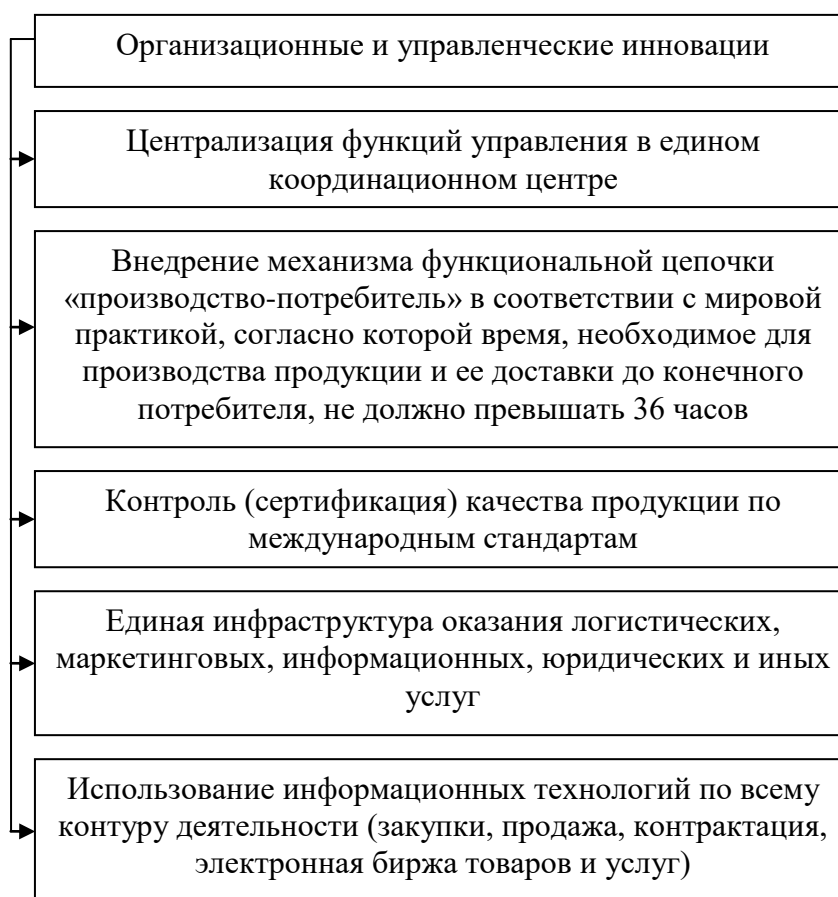 Организационные и управленческие инновации
Централизация функций управления в едином
координационном центре
Внедрение механизма функциональной цепочки
«производство-потребитель» в соответствии с мировой
практикой, согласно которой время, необходимое для
производства продукции и ее доставки до конечного
потребителя, не должно превышать 36 часов
Контроль (сертификация) качества продукции по
международным стандартам
Единая инфраструктура оказания логистических,
маркетинговых, информационных, юридических и иных
услуг
Использование информационных технологий по всему
контуру деятельности (закупки, продажа, контрактация,
электронная биржа товаров и услуг)